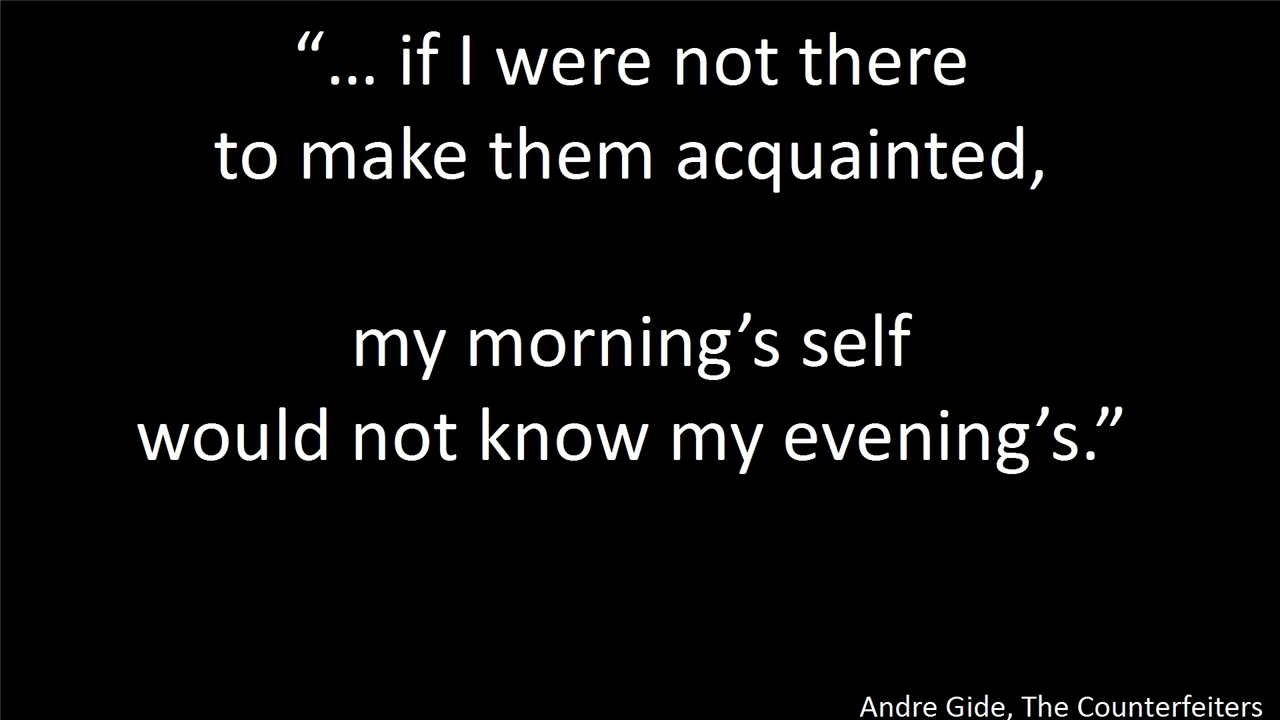 “... if I were not there
to make them acquainted,
my morning’s self
would not know my evening’s.”
Andre Gide, The Counterfeiters